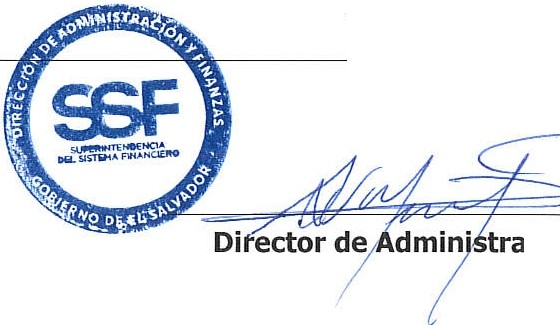 DIRECCIÓN DE ADMINISTRACIÓN Y FINANZAS
SSF
SUPERINTENDENCIA
DEL SISTEMA FINANCIERO
GOBIERNO DE EL SALVADOR
Director de Administra